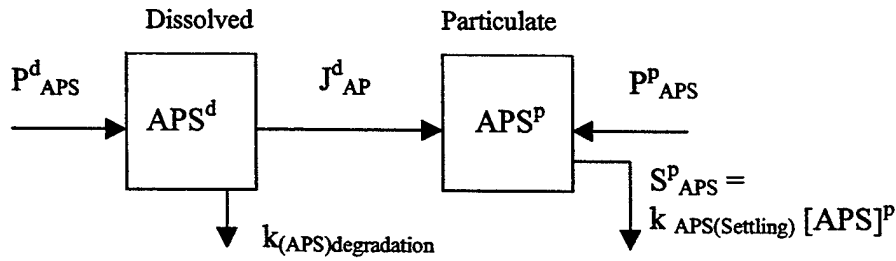 Dissolved Particulate
P^d_APS J^d_AP P^p_APS
APS^d APS^p
S^p_APS =
k_APS(Settling) [APS]^p
k_(APS)degradation